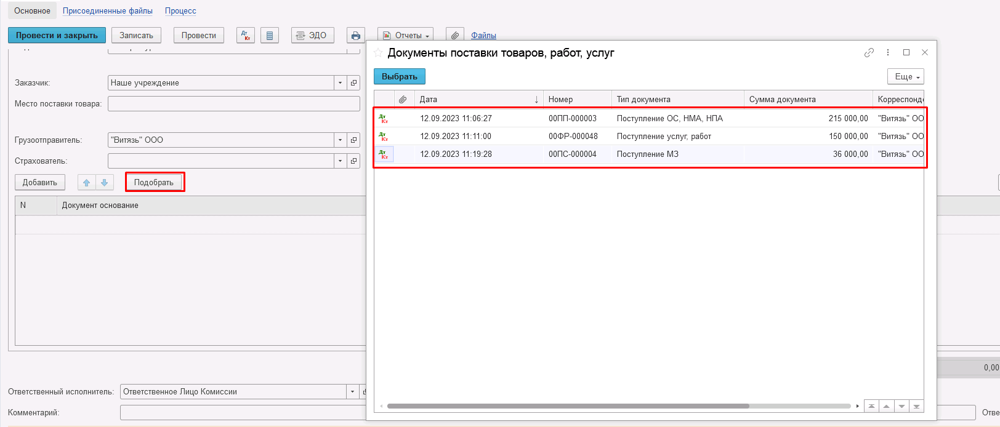 Основное Присоединенные файлы Процесс
Провести и закрыть Записать Провести Дт Кт ЭДО Отчеты Файлы
Документы поставки товаров, работ, услуг
Выбрать Еще
Заказчик: Наше учреждение
Место поставки товара:
Дата ↓ Номер Тип документа Сумма документа Корреспонд
Дт Кт 12.09.2023 11:06:27 00ПП-000003 Поступление ОС, НМА, НПА 215 000,00 "Витязь" ОО
Дт Кт 12.09.2023 11:11:00 00ФР-000048 Поступление услуг, работ 150 000,00 "Витязь" ОО
Дт Кт 12.09.2023 11:19:28 00ПС-000004 Поступление МЗ 36 000,00 "Витязь" ОО
Грузоотправитель: "Витязь" ООО
Страхователь:
Добавить Подобрать
N Документ основание
0,00
Ответственный исполнитель: Ответственное Лицо Комиссии
Комментарий: Отве